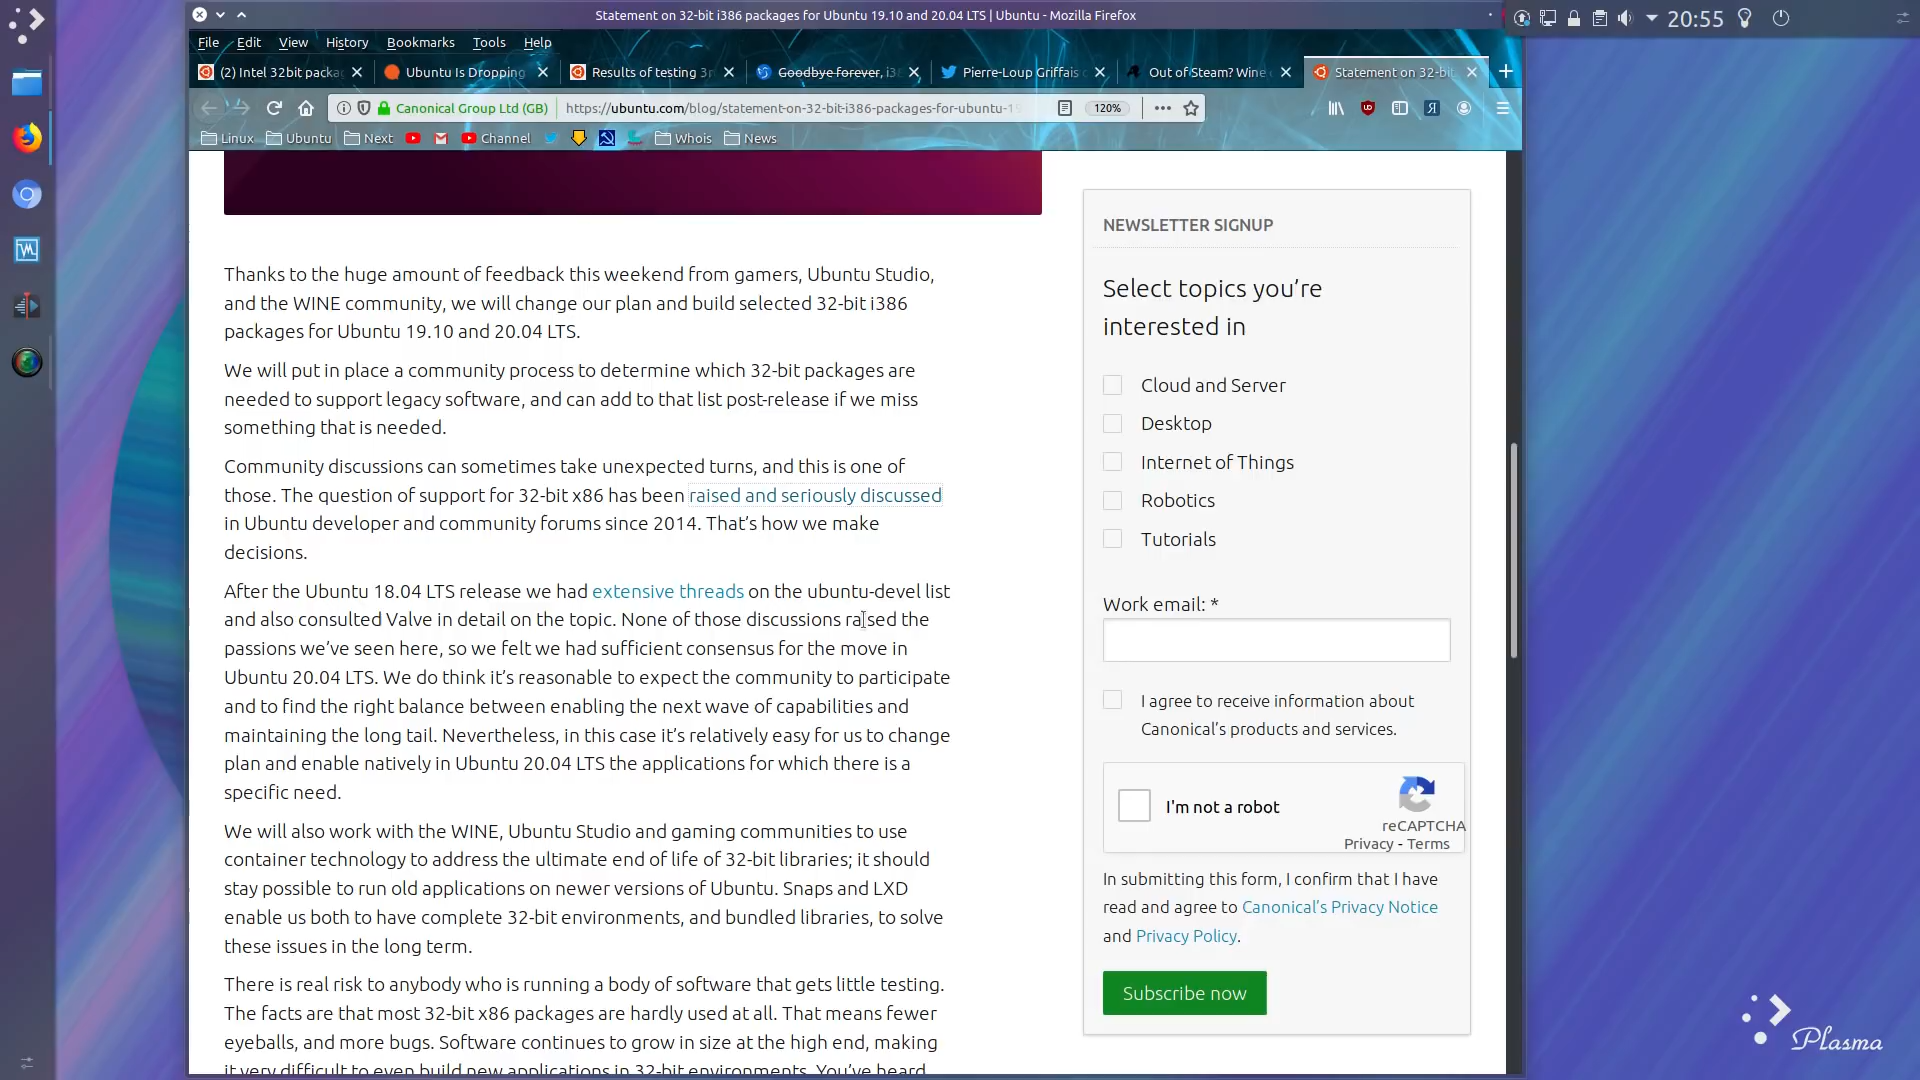 Statement on 32-bit i386 packages for Ubuntu 19.10 and 20.04 LTS | Ubuntu - Mozilla Firefox
20:55
File Edit View History Bookmarks Tools Help
(2) Intel 32bit packa
Ubuntu Is Dropping
Results of testing 3r
Goodbye forever, i3
Pierre-Loup Griffais
Out of Steam? Wine
Statement on 32-bit
Canonical Group Ltd (GB)
https://ubuntu.com/blog/statement-on-32-bit-i386-packages-for-ubuntu-19
120%
Linux Ubuntu Next Channel Whois News
Thanks to the huge amount of feedback this weekend from gamers, Ubuntu Studio,
and the WINE community, we will change our plan and build selected 32-bit i386
packages for Ubuntu 19.10 and 20.04 LTS.
We will put in place a community process to determine which 32-bit packages are
needed to support legacy software, and can add to that list post-release if we miss
something that is needed.
Community discussions can sometimes take unexpected turns, and this is one of
those. The question of support for 32-bit x86 has been raised and seriously discussed
in Ubuntu developer and community forums since 2014. That’s how we make
decisions.
After the Ubuntu 18.04 LTS release we had extensive threads on the ubuntu-devel list
and also consulted Valve in detail on the topic. None of those discussions raised the
passions we’ve seen here, so we felt we had sufficient consensus for the move in
Ubuntu 20.04 LTS. We do think it’s reasonable to expect the community to participate
and to find the right balance between enabling the next wave of capabilities and
maintaining the long tail. Nevertheless, in this case it’s relatively easy for us to change
plan and enable natively in Ubuntu 20.04 LTS the applications for which there is a
specific need.
We will also work with the WINE, Ubuntu Studio and gaming communities to use
container technology to address the ultimate end of life of 32-bit libraries; it should
stay possible to run old applications on newer versions of Ubuntu. Snaps and LXD
enable us both to have complete 32-bit environments, and bundled libraries, to solve
these issues in the long term.
There is real risk to anybody who is running a body of software that gets little testing.
The facts are that most 32-bit x86 packages are hardly used at all. That means fewer
eyeballs, and more bugs. Software continues to grow in size at the high end, making
it very difficult to even build new applications in 32-bit environments. You’ve heard
NEWSLETTER SIGNUP
Select topics you’re
interested in
Cloud and Server
Desktop
Internet of Things
Robotics
Tutorials
Work email: *
I agree to receive information about
Canonical’s products and services.
I'm not a robot
reCAPTCHA
Privacy - Terms
In submitting this form, I confirm that I have
read and agree to Canonical’s Privacy Notice
and Privacy Policy.
Subscribe now
Plasma